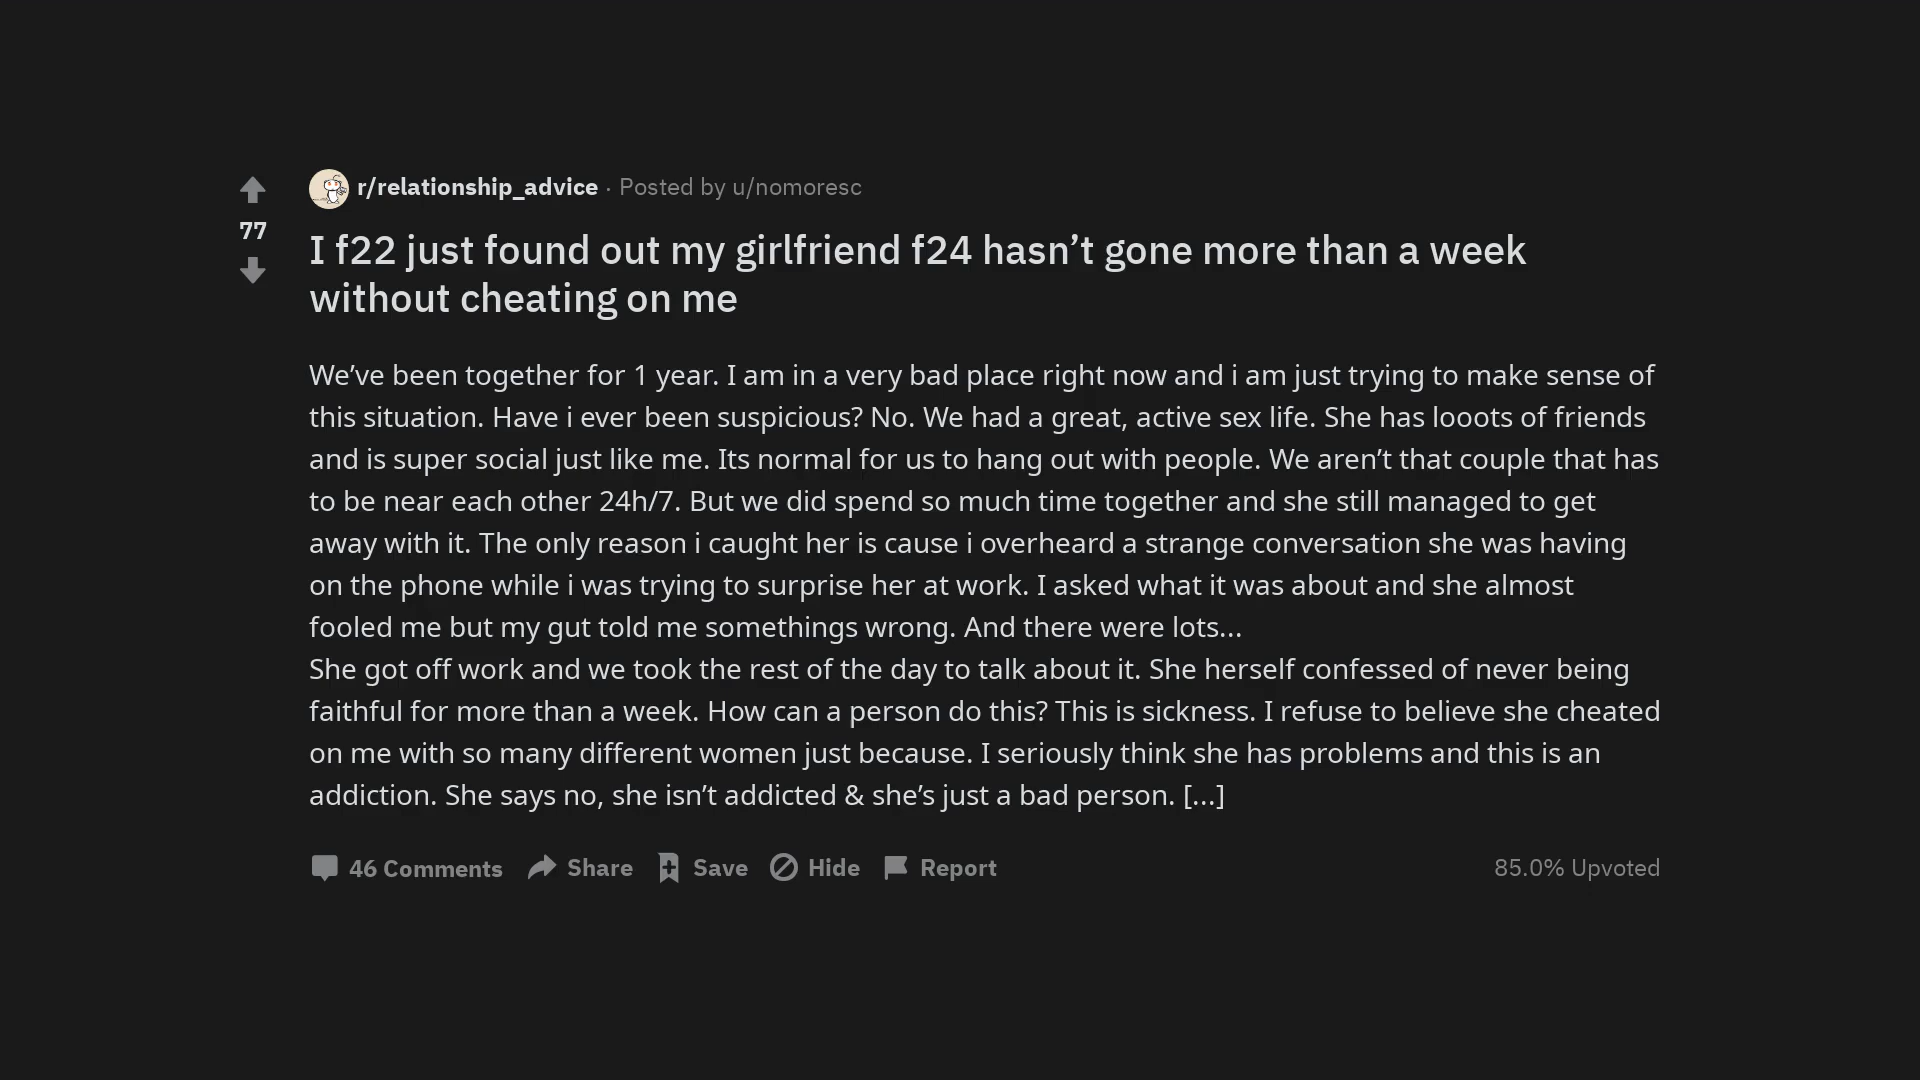 r/relationship_advice · Posted by u/nomoresc
77
I f22 just found out my girlfriend f24 hasn’t gone more than a week
without cheating on me
We’ve been together for 1 year. I am in a very bad place right now and i am just trying to make sense of
this situation. Have i ever been suspicious? No. We had a great, active sex life. She has looots of friends
and is super social just like me. Its normal for us to hang out with people. We aren’t that couple that has
to be near each other 24h/7. But we did spend so much time together and she still managed to get
away with it. The only reason i caught her is cause i overheard a strange conversation she was having
on the phone while i was trying to surprise her at work. I asked what it was about and she almost
fooled me but my gut told me somethings wrong. And there were lots...
She got off work and we took the rest of the day to talk about it. She herself confessed of never being
faithful for more than a week. How can a person do this? This is sickness. I refuse to believe she cheated
on me with so many different women just because. I seriously think she has problems and this is an
addiction. She says no, she isn’t addicted & she’s just a bad person. [...]
46 Comments Share Save Hide Report 85.0% Upvoted